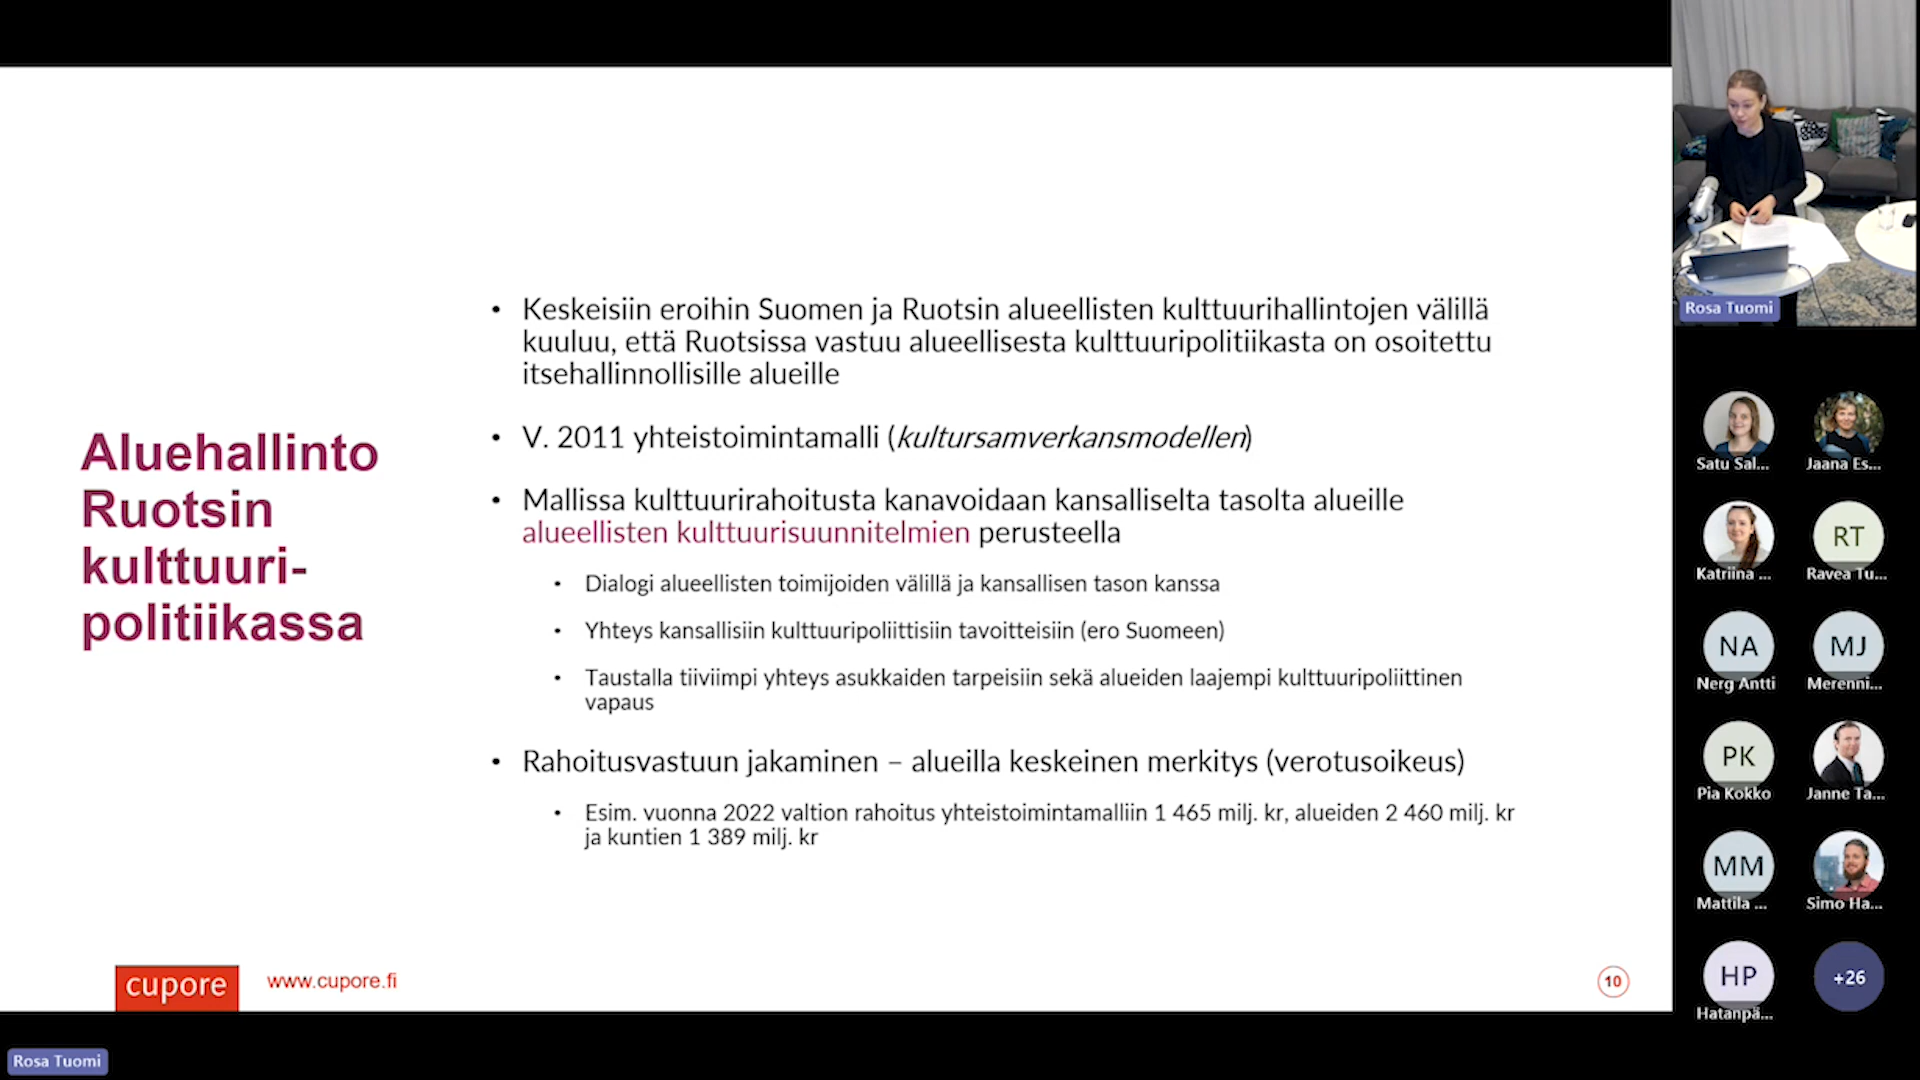 Aluehallinto
Ruotsin
kulttuuri-
politiikassa
• Keskeisiin eroihin Suomen ja Ruotsin alueellisten kulttuurihallintojen välillä
kuuluu, että Ruotsissa vastuu alueellisesta kulttuuripolitiikasta on osoitettu
itsehallinnollisille alueille
• V. 2011 yhteistoimintamalli (kultursamverkansmodellen)
• Mallissa kulttuurirahoitusta kanavoidaan kansalliselta tasolta alueille
alueellisten kulttuurisuunnitelmien perusteella
• Dialogi alueellisten toimijoiden välillä ja kansallisen tason kanssa
• Yhteys kansallisiin kulttuuripoliittisiin tavoitteisiin (ero Suomeen)
• Taustalla tiiviimpi yhteys asukkaiden tarpeisiin sekä alueiden laajempi kulttuuripoliittinen
vapaus
• Rahoitusvastuun jakaminen – alueilla keskeinen merkitys (verotusoikeus)
• Esim. vuonna 2022 valtion rahoitus yhteistoimintamalliin 1 465 milj. kr, alueiden 2 460 milj. kr
ja kuntien 1 389 milj. kr
cupore
www.cupore.fi
10
Rosa Tuomi
Rosa Tuomi
Satu Sal...
Jaana Es...
Katriina ...
RT
Ravea Tu...
NA
Nerg Antti
MJ
Merenni...
PK
Pia Kokko
Janne Ta...
MM
Mattila ...
Simo Ha...
HP
Hatanpä...
+26